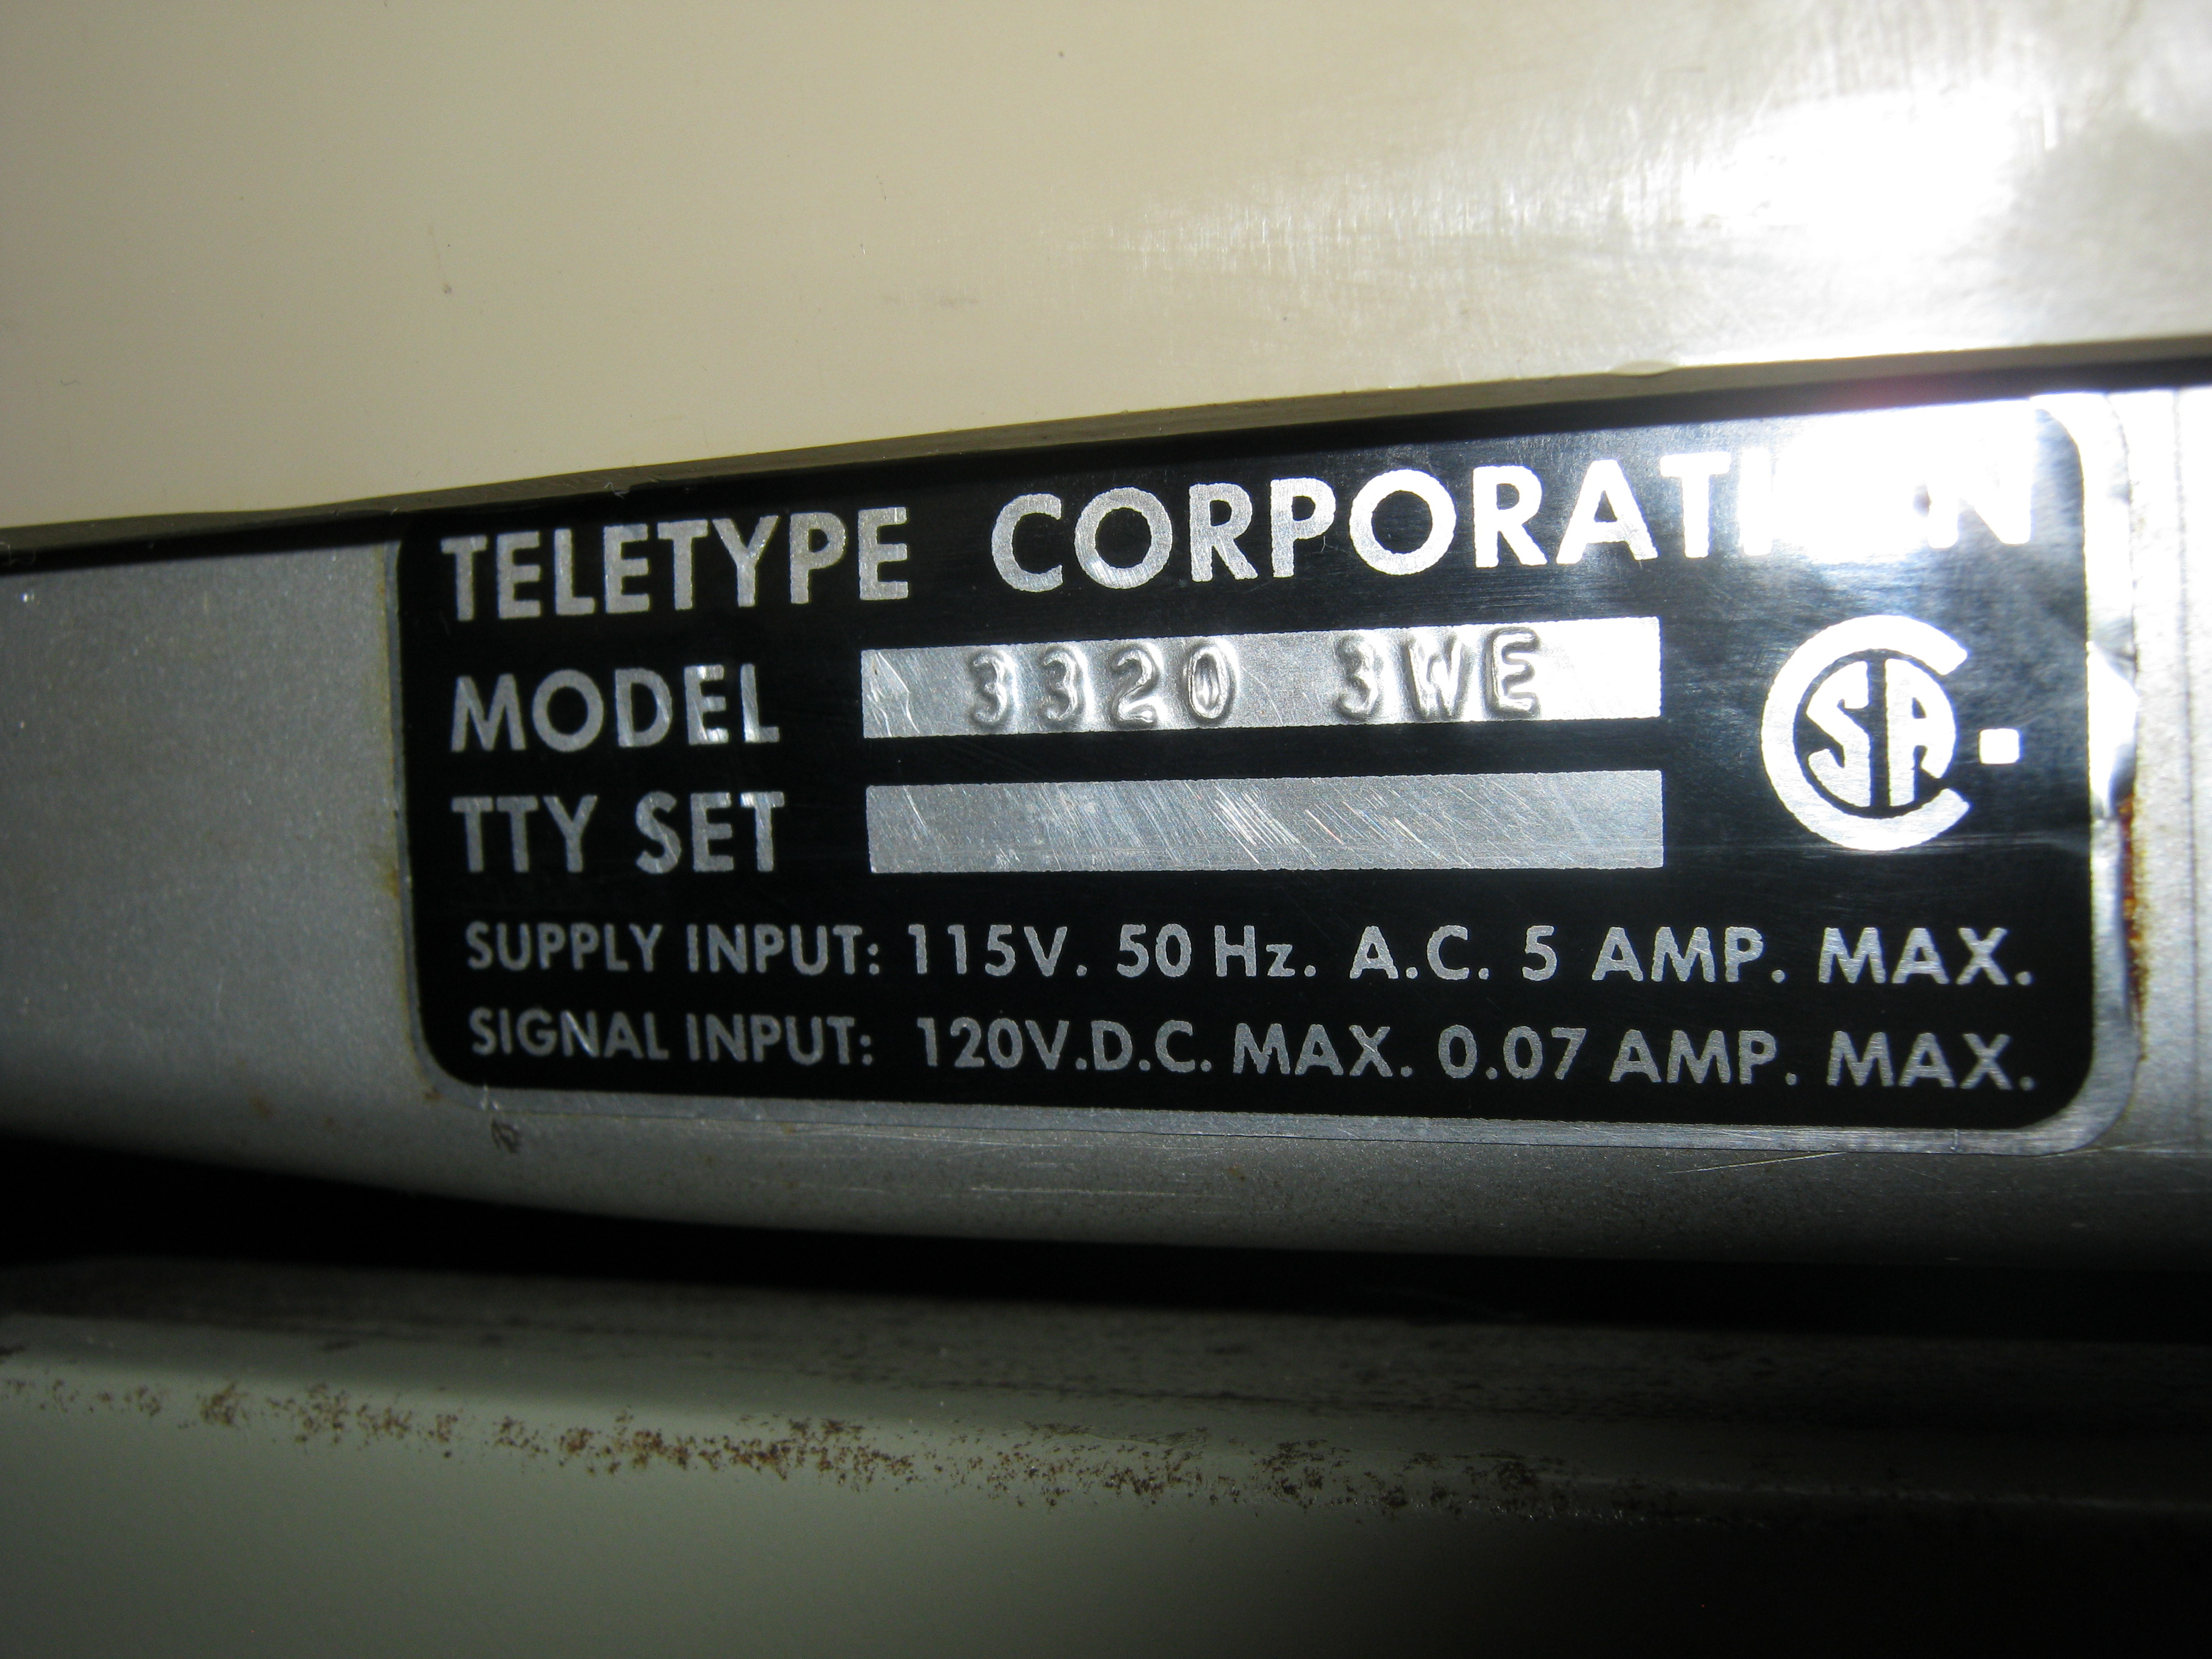 TELETYPE CORPORATION
MODEL 3320 3WE
TTY SET
CSA
SUPPLY INPUT: 115V. 50 Hz. A.C. 5 AMP. MAX.
SIGNAL INPUT: 120V.D.C. MAX. 0.07 AMP. MAX.